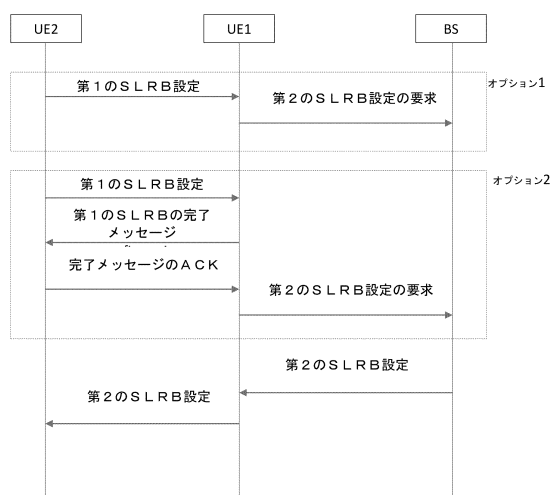 UE2
UE1
BS
オプション1
第１のＳＬＲＢ設定
第２のＳＬＲＢ設定の要求
オプション2
第１のＳＬＲＢ設定
第１のＳＬＲＢの完了
メッセージ
完了メッセージのＡＣＫ
第２のＳＬＲＢ設定の要求
第２のＳＬＲＢ設定
第２のＳＬＲＢ設定